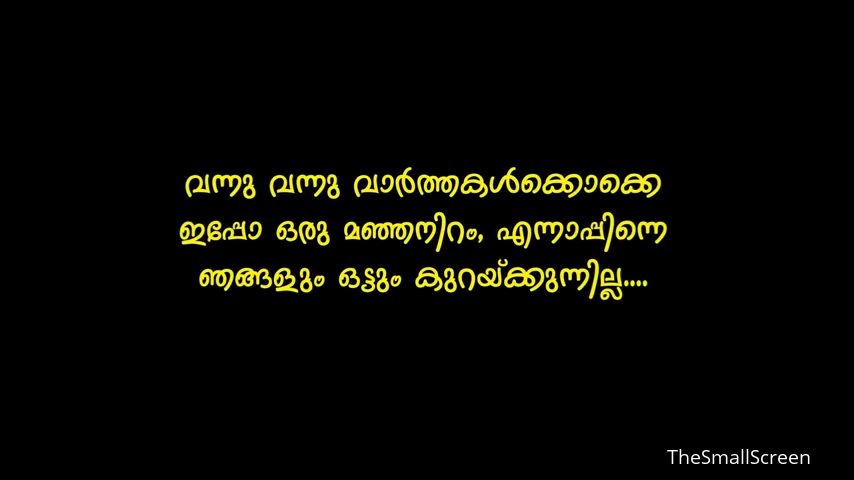 വന്നു വന്നു വാർത്തകൾക്കൊക്കെ
ഇപ്പോ ഒരു മഞ്ഞനിറം, എന്നാപ്പിന്നെ
ഞങ്ങളും ഒട്ടും കുറയ്ക്കുന്നില്ല....
TheSmallScreen